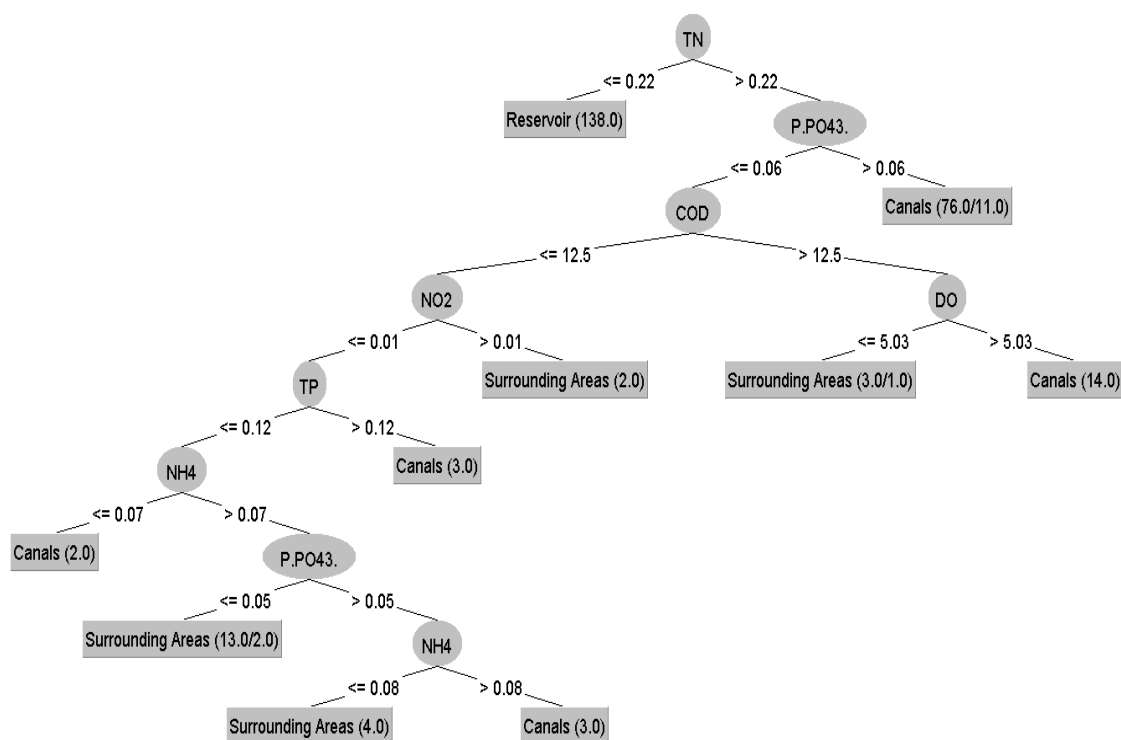 TN
<= 0.22
> 0.22
Reservoir (138.0)
P.PO43.
<= 0.06
> 0.06
COD
Canals (76.0/11.0)
<= 12.5
> 12.5
NO2
DO
<= 0.01
> 0.01
<= 5.03
> 5.03
TP
Surrounding Areas (2.0)
Surrounding Areas (3.0/1.0)
Canals (14.0)
<= 0.12
> 0.12
NH4
Canals (3.0)
<= 0.07
> 0.07
Canals (2.0)
P.PO43.
<= 0.05
> 0.05
Surrounding Areas (13.0/2.0)
NH4
<= 0.08
> 0.08
Surrounding Areas (4.0)
Canals (3.0)